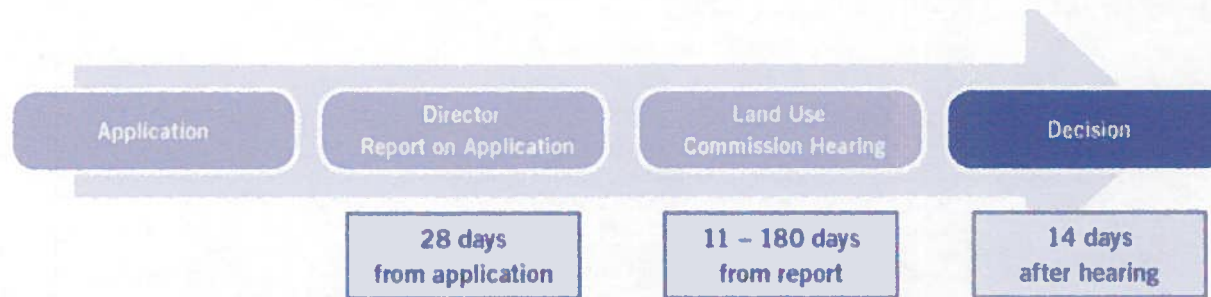 Application
Director
Report on Application
Land Use
Commission Hearing
Decision
28 days
from application
11 – 180 days
from report
14 days
after hearing